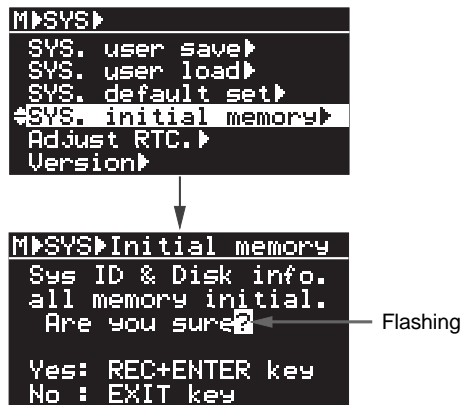 M▶SYS▶
SYS. user save▶
SYS. user load▶
SYS. default set▶
SYS. initial memory▶
Adjust RTC.▶
Version▶
M▶SYS▶Initial memory
Sys ID & Disk info.
all memory initial.
Are you sure?
Flashing
Yes: REC+ENTER key
No : EXIT key